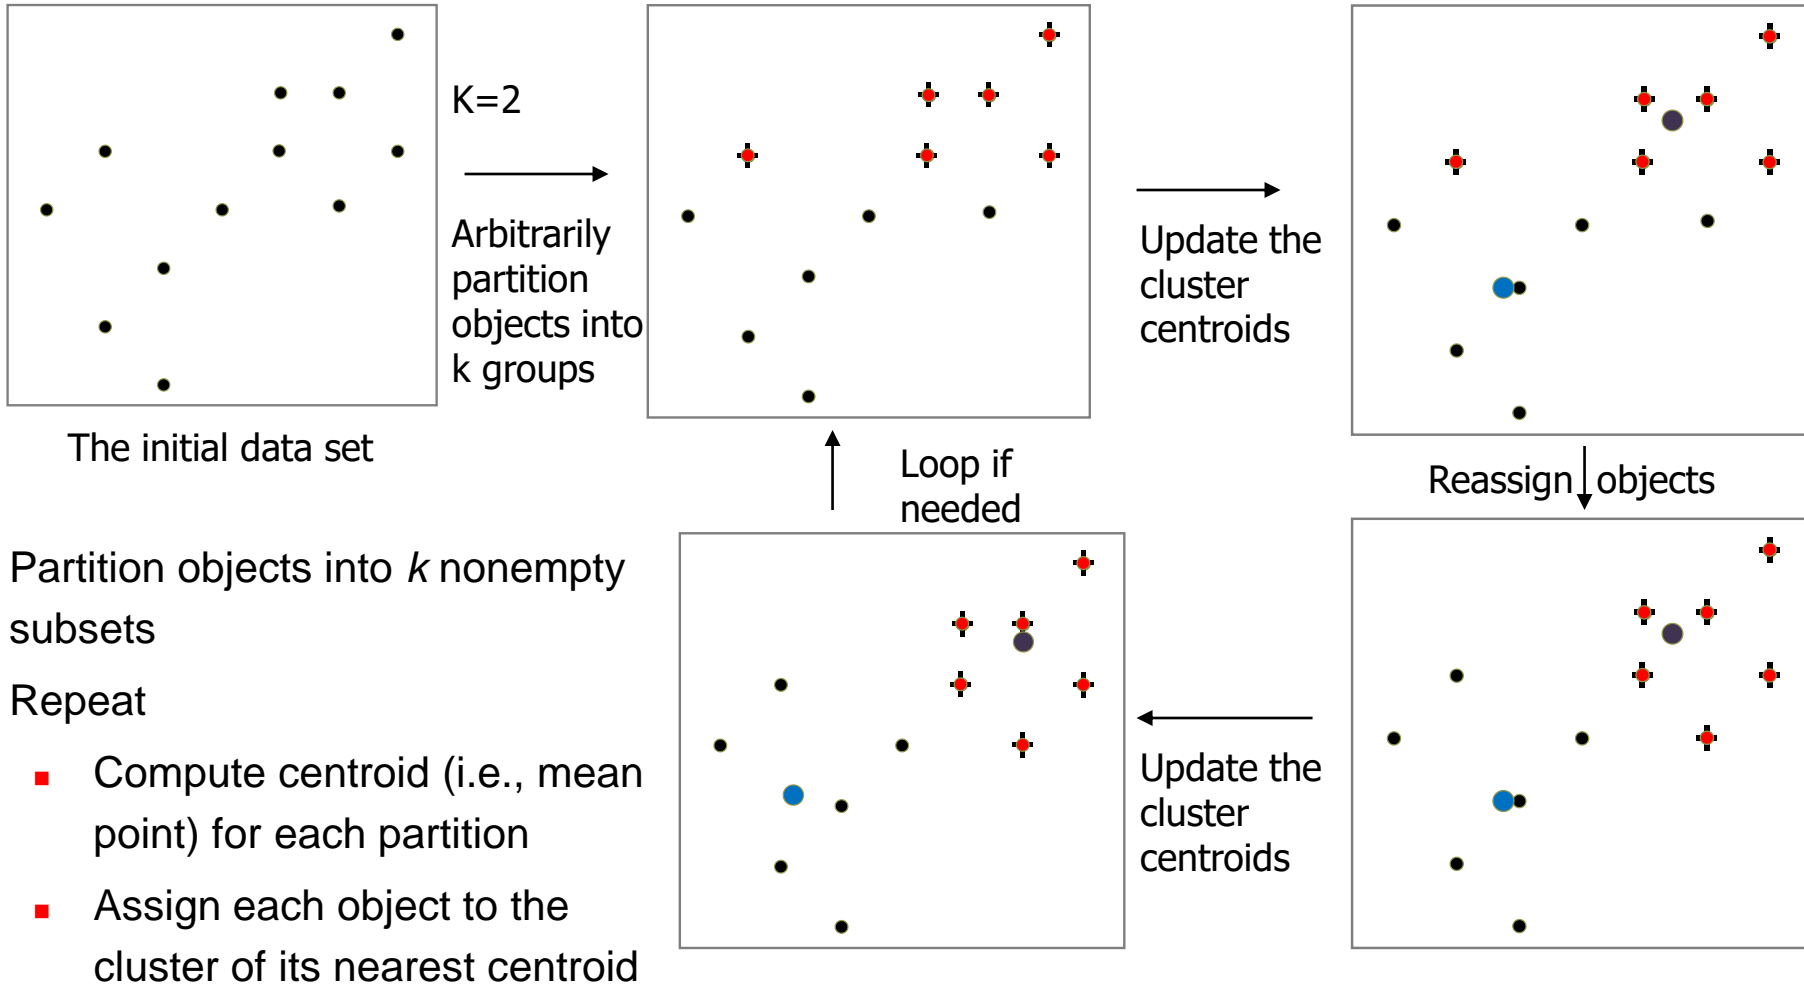 K=2
Arbitrarily
partition
objects into
k groups
The initial data set
Update the
cluster
centroids
Reassign objects
Update the
cluster
centroids
Loop if
needed
Partition objects into k nonempty
subsets
Repeat
Compute centroid (i.e., mean
point) for each partition
Assign each object to the
cluster of its nearest centroid